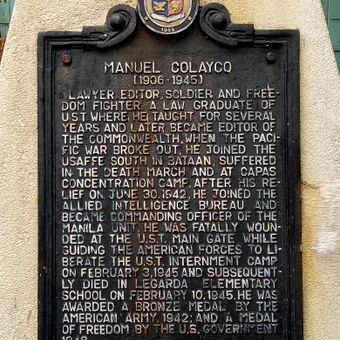 1904
MANUEL COLAYCO
(1906-1945)
LAWYER EDITOR, SOLDIER AND FREE-
DOM FIGHTER. A LAW GRADUATE OF
UST WHERE HE TAUGHT FOR SEVERAL
YEARS AND LATER BECAME EDITOR OF
THE COMMONWEALTH. WHEN THE PACI-
FIC WAR BROKE OUT, HE JOINED THE
USAFFE SOUTH IN BATAAN, SUFFERED
IN THE DEATH MARCH AND AT CAPAS
CONCENTRATION CAMP. AFTER HIS RE-
LIEF ON JUNE 30, 1942, HE JOINED THE
ALLIED INTELLIGENCE BUREAU AND
BECAME COMMANDING OFFICER OF THE
MANILA UNIT. HE WAS FATALLY WOUN-
DED AT THE U.S.T. MAIN GATE WHILE
GUIDING THE AMERICAN FORCES TO LI-
BERATE THE U.S.T. INTERNMENT CAMP
ON FEBRUARY 3, 1945 AND SUBSEQUENT-
LY DIED IN LEGARDA ELEMENTARY
SCHOOL ON FEBRUARY 10, 1945. HE WAS
AWARDED A BRONZE MEDAL BY THE
AMERICAN ARMY, 1942; AND A MEDAL
OF FREEDOM BY THE U.S. GOVERNMENT